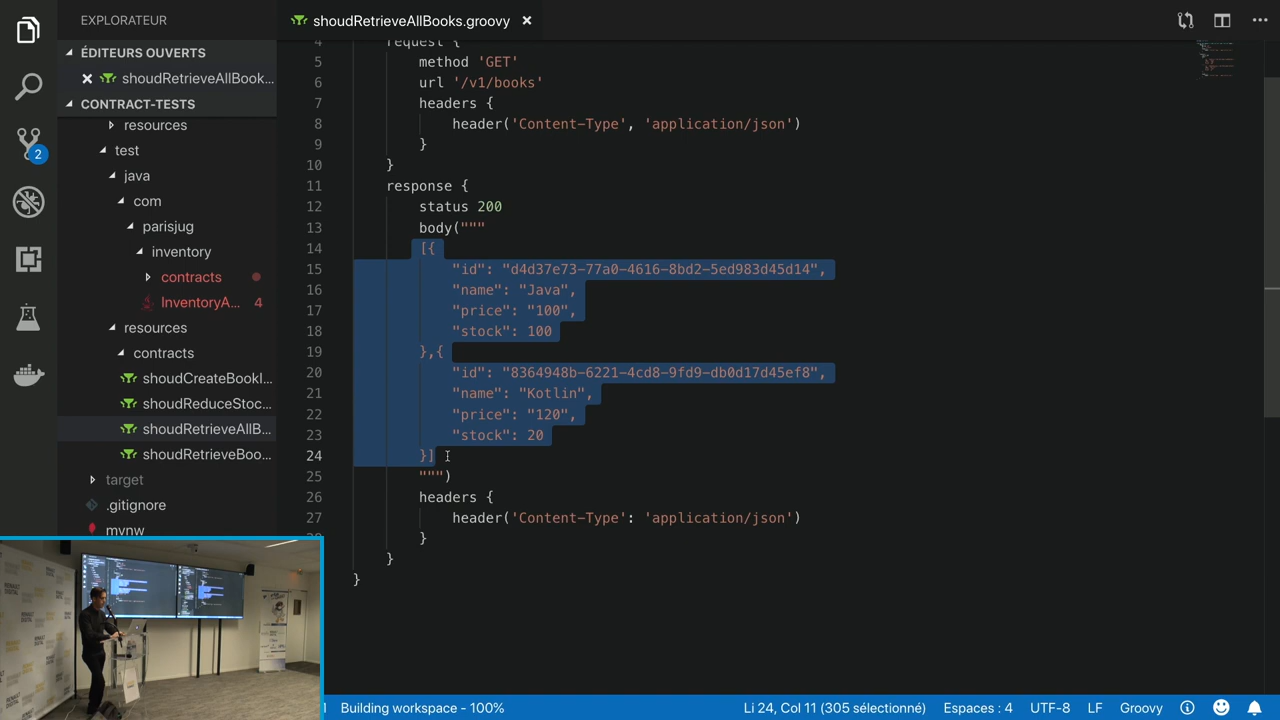 EXPLORATEUR
ÉDITEURS OUVERTS
shoudRetrieveAllBook...
CONTRACT-TESTS
resources
test
java
com
parisjug
inventory
contracts
InventoryA... 4
resources
contracts
shoudCreateBookI...
shoudReduceStoc...
shoudRetrieveAllB...
shoudRetrieveBoo...
target
.gitignore
mvnw
2
shoudRetrieveAllBooks.groovy
4 request {
5 method 'GET'
6 url '/v1/books'
7 headers {
8 header('Content-Type', 'application/json')
9 }
10 }
11 response {
12 status 200
13 body("""
14 [{
15 "id": "d4d37e73-77a0-4616-8bd2-5ed983d45d14",
16 "name": "Java",
17 "price": "100",
18 "stock": 100
19 },{
20 "id": "8364948b-6221-4cd8-9fd9-db0d17d45ef8",
21 "name": "Kotlin",
22 "price": "120",
23 "stock": 20
24 }]
25 """)
26 headers {
27 header('Content-Type': 'application/json')
}
}
}
Building workspace - 100%
Li 24, Col 11 (305 sélectionné)
Espaces : 4
UTF-8
LF
Groovy